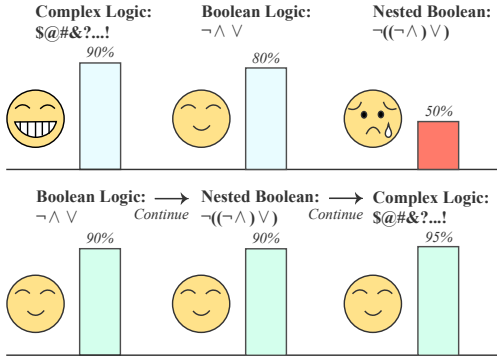 Complex Logic: Boolean Logic: Nested Boolean:
$@#&?...! ¬∧∨ ¬((¬∧)∨)
90% 80% 50%
Boolean Logic: Nested Boolean: Complex Logic:
¬∧∨ Continue ¬((¬∧)∨) Continue $@#&?...!
90% 90% 95%